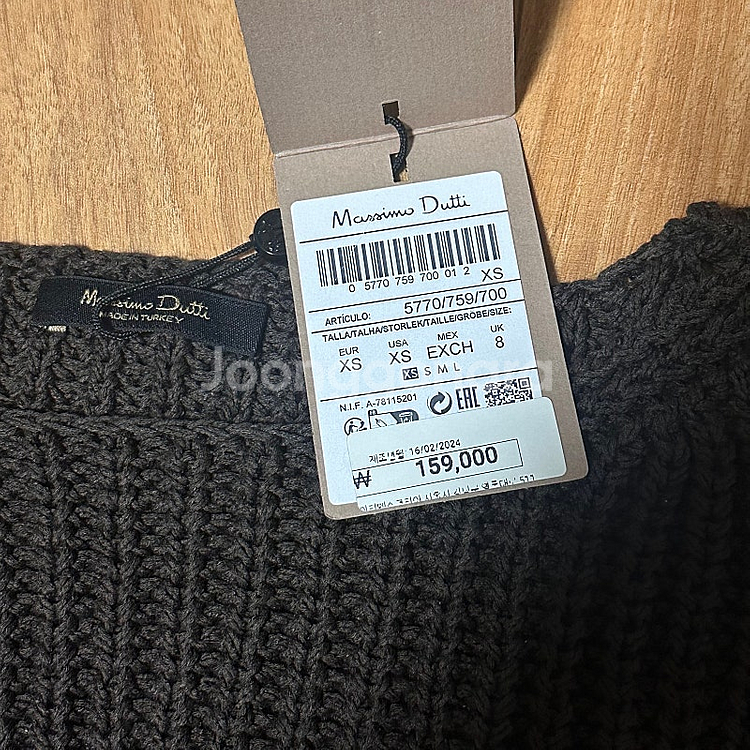 Massimo Dutti
0 5770 759 700 01 2 XS
ARTÍCULO: 5770/759/700
TALLA/TALHA/STORLEK/TAILLE/GROBE/SIZE:
EUR USA MEX UK
XS XS EXCH 8
XS S M L
N.I.F. A-78115201
EAC
제조년월: 16/02/2024
₩ 159,000
Massimo Dutti
MADE IN TURKEY